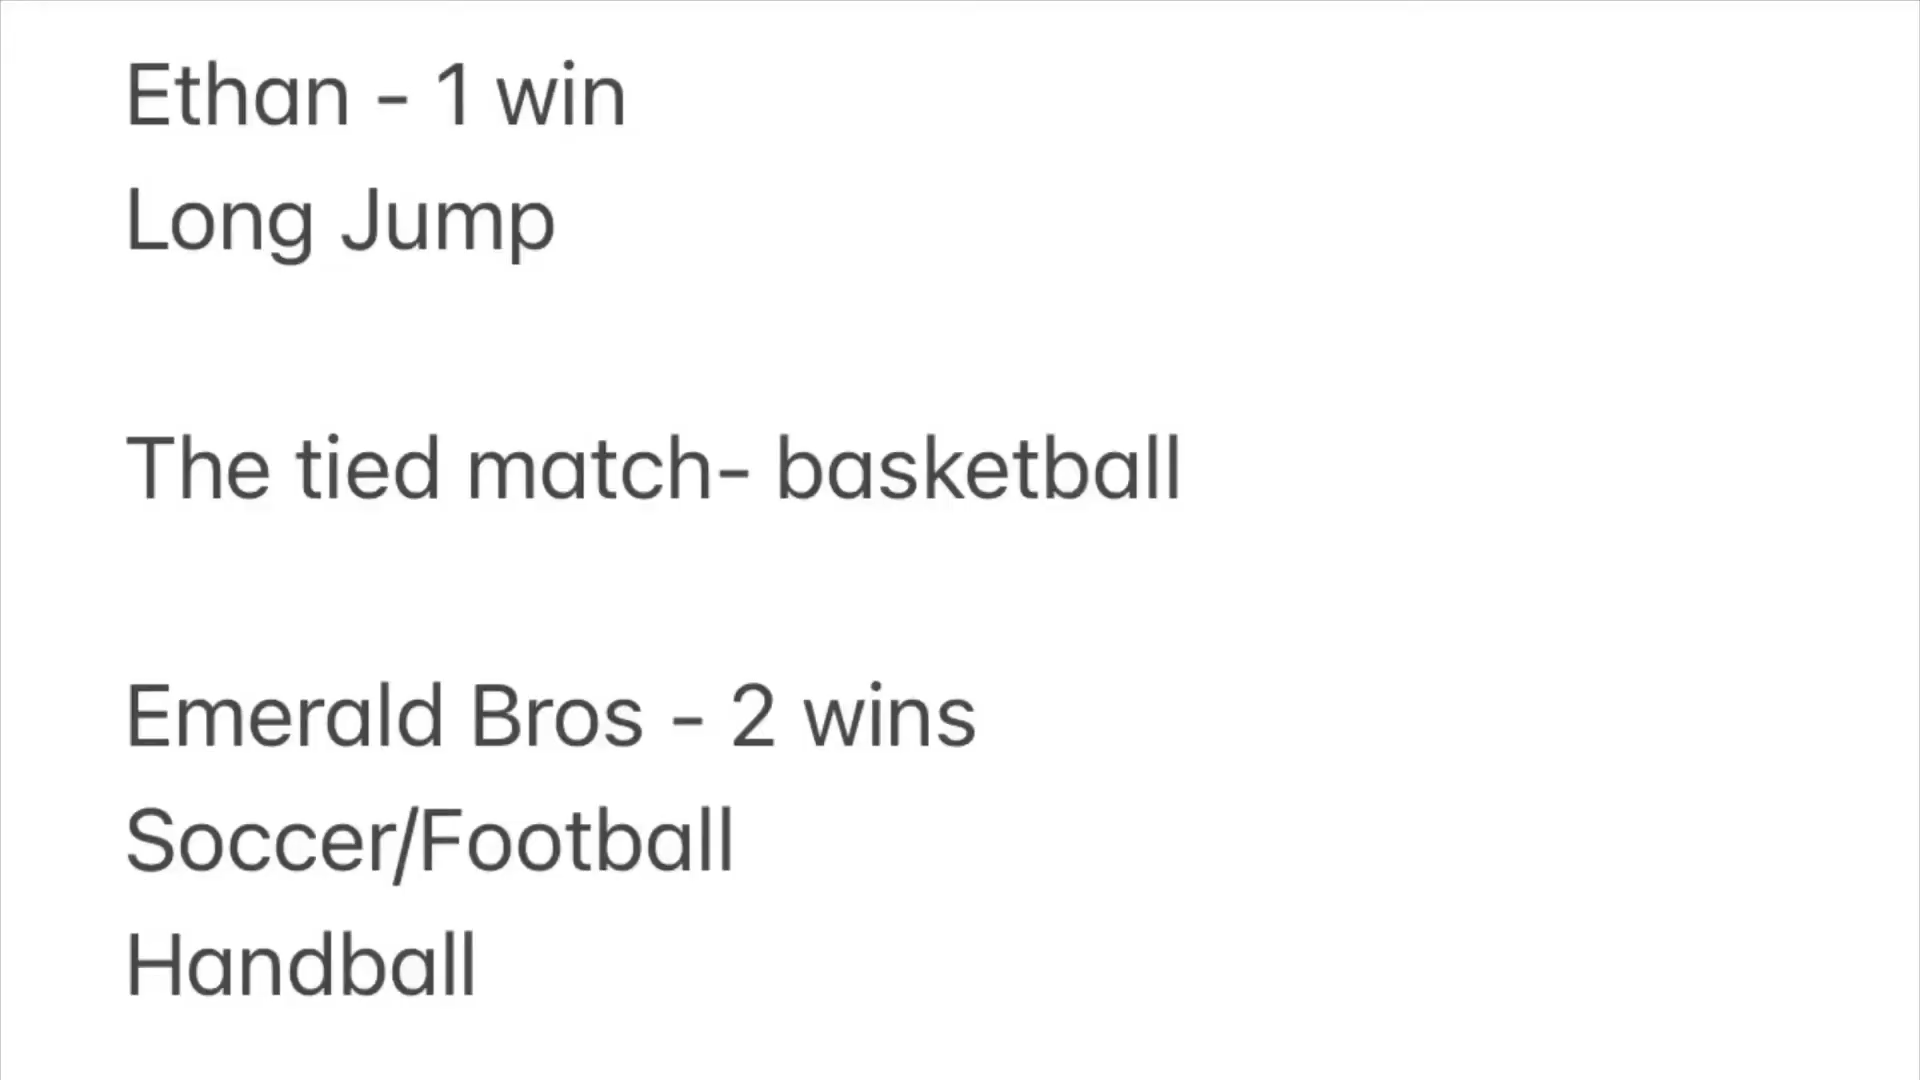 Ethan - 1 win
Long Jump
The tied match- basketball
Emerald Bros - 2 wins
Soccer/Football
Handball